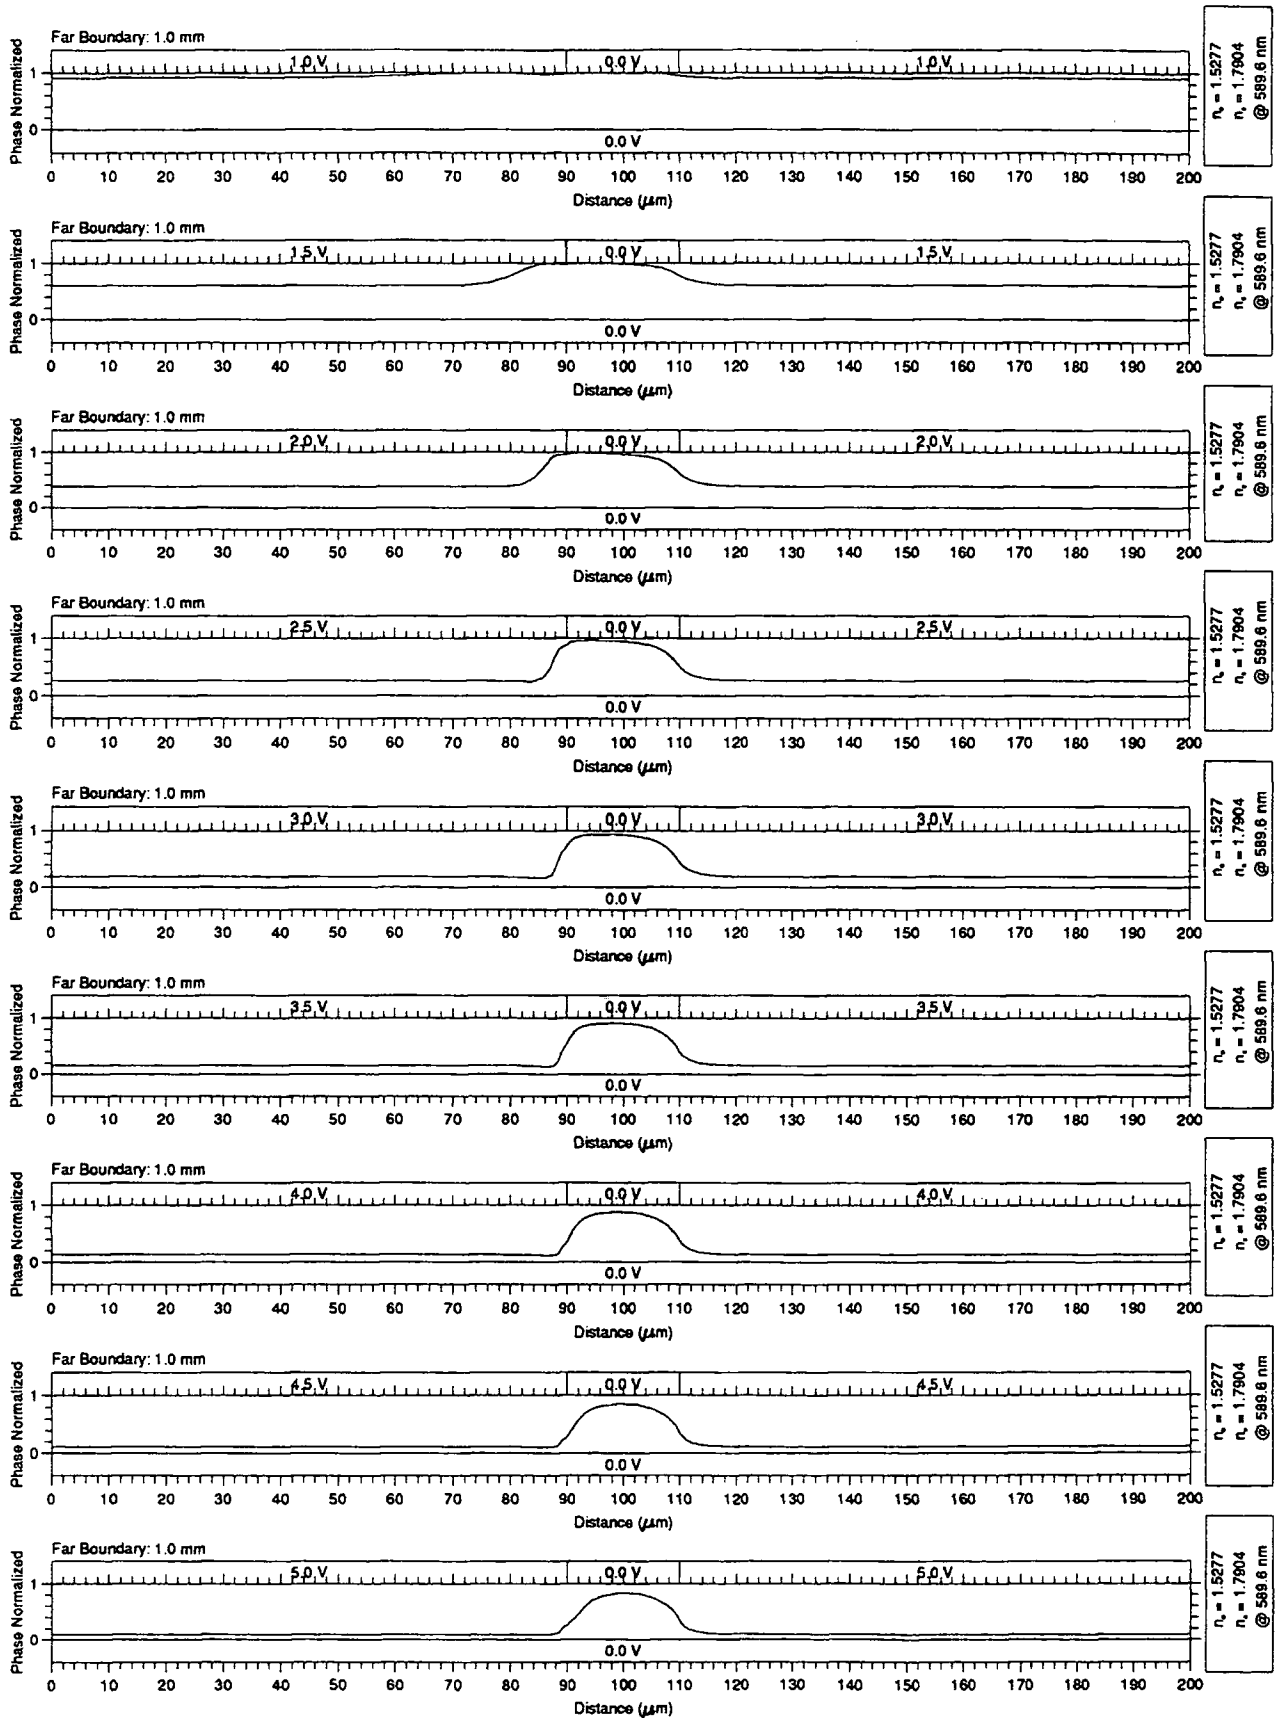 Far Boundary: 1.0 mm
Phase Normalized
1.0 V 0.0 V 1.0 V
1
0
0.0 V
0 10 20 30 40 50 60 70 80 90 100 110 120 130 140 150 160 170 180 190 200
Distance (μm)
nₒ = 1.5277
nₑ = 1.7904
@ 589.6 nm
Far Boundary: 1.0 mm
Phase Normalized
1.5 V 0.0 V 1.5 V
1
0
0.0 V
0 10 20 30 40 50 60 70 80 90 100 110 120 130 140 150 160 170 180 190 200
Distance (μm)
nₒ = 1.5277
nₑ = 1.7904
@ 589.6 nm
Far Boundary: 1.0 mm
Phase Normalized
2.0 V 0.0 V 2.0 V
1
0
0.0 V
0 10 20 30 40 50 60 70 80 90 100 110 120 130 140 150 160 170 180 190 200
Distance (μm)
nₒ = 1.5277
nₑ = 1.7904
@ 589.6 nm
Far Boundary: 1.0 mm
Phase Normalized
2.5 V 0.0 V 2.5 V
1
0
0.0 V
0 10 20 30 40 50 60 70 80 90 100 110 120 130 140 150 160 170 180 190 200
Distance (μm)
nₒ = 1.5277
nₑ = 1.7904
@ 589.6 nm
Far Boundary: 1.0 mm
Phase Normalized
3.0 V 0.0 V 3.0 V
1
0
0.0 V
0 10 20 30 40 50 60 70 80 90 100 110 120 130 140 150 160 170 180 190 200
Distance (μm)
nₒ = 1.5277
nₑ = 1.7904
@ 589.6 nm
Far Boundary: 1.0 mm
Phase Normalized
3.5 V 0.0 V 3.5 V
1
0
0.0 V
0 10 20 30 40 50 60 70 80 90 100 110 120 130 140 150 160 170 180 190 200
Distance (μm)
nₒ = 1.5277
nₑ = 1.7904
@ 589.6 nm
Far Boundary: 1.0 mm
Phase Normalized
4.0 V 0.0 V 4.0 V
1
0
0.0 V
0 10 20 30 40 50 60 70 80 90 100 110 120 130 140 150 160 170 180 190 200
Distance (μm)
nₒ = 1.5277
nₑ = 1.7904
@ 589.6 nm
Far Boundary: 1.0 mm
Phase Normalized
4.5 V 0.0 V 4.5 V
1
0
0.0 V
0 10 20 30 40 50 60 70 80 90 100 110 120 130 140 150 160 170 180 190 200
Distance (μm)
nₒ = 1.5277
nₑ = 1.7904
@ 589.6 nm
Far Boundary: 1.0 mm
Phase Normalized
5.0 V 0.0 V 5.0 V
1
0
0.0 V
0 10 20 30 40 50 60 70 80 90 100 110 120 130 140 150 160 170 180 190 200
Distance (μm)
nₒ = 1.5277
nₑ = 1.7904
@ 589.6 nm